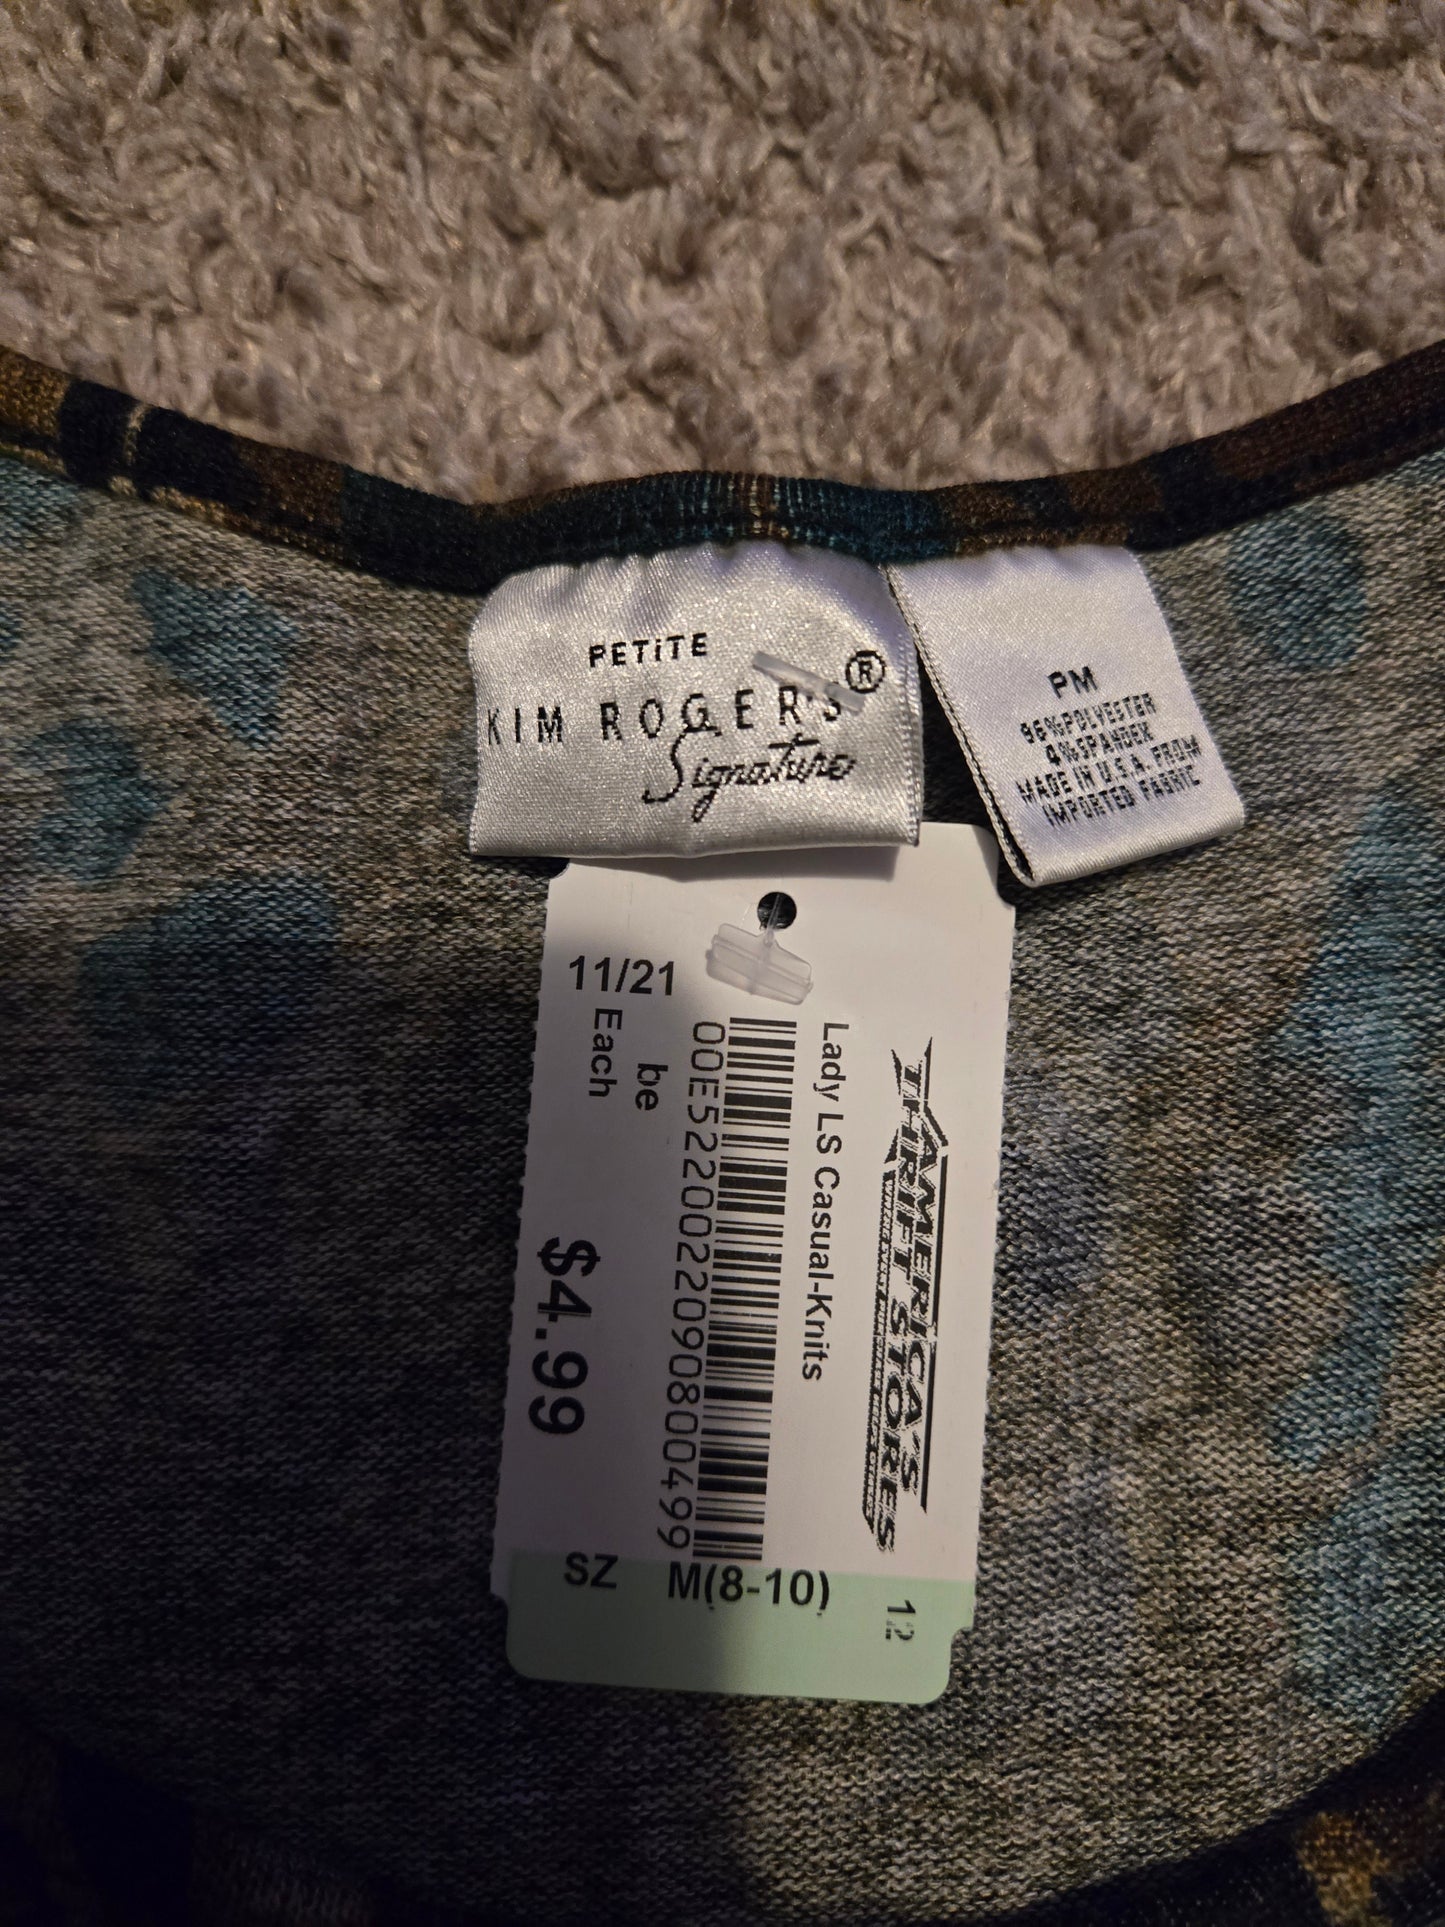 PETITE
KIM ROGERS®
Signature
PM
96%POLYESTER
4%SPANDEX
MADE IN U.S.A. FROM
IMPORTED FABRIC
11/21
Each
be
$4.99
00E5220022090800499
Lady LS Casual-Knits
AMERICA'S
THRIFT STORES
SZ M(8-10)
12